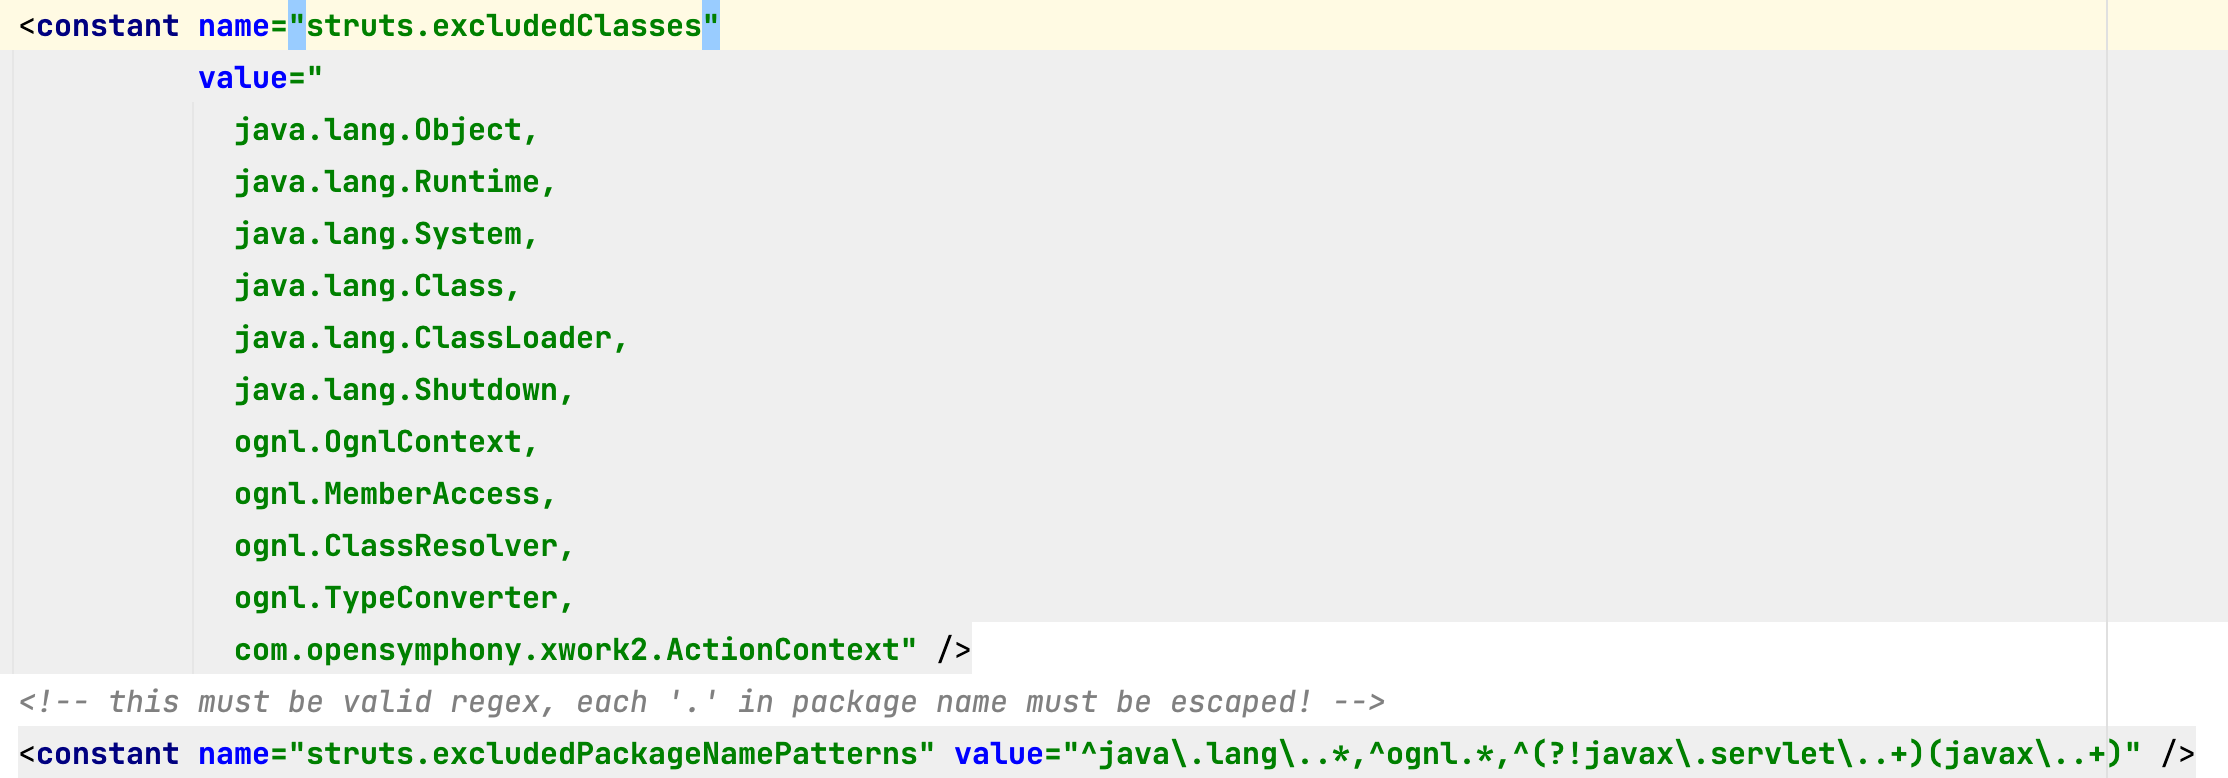 <constant name="struts.excludedClasses"
value="
java.lang.Object,
java.lang.Runtime,
java.lang.System,
java.lang.Class,
java.lang.ClassLoader,
java.lang.Shutdown,
ognl.OgnlContext,
ognl.MemberAccess,
ognl.ClassResolver,
ognl.TypeConverter,
com.opensymphony.xwork2.ActionContext" />
<!-- this must be valid regex, each '.' in package name must be escaped! -->
<constant name="struts.excludedPackageNamePatterns" value="^java\.lang\..*,^ognl.*,^(?!javax\.servlet\..+)(javax\..+)" />